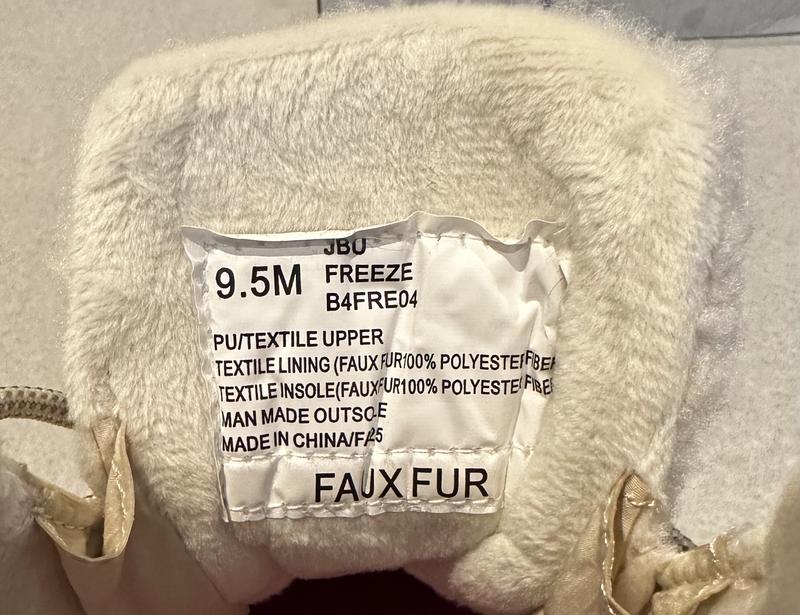 JBU
9.5M FREEZE
B4FRE04
PU/TEXTILE UPPER
TEXTILE LINING (FAUX FUR100% POLYESTER FIBER
TEXTILE INSOLE(FAUX FUR100% POLYESTER FIBER
MAN MADE OUTSOLE
MADE IN CHINA/FA25
FAUX FUR